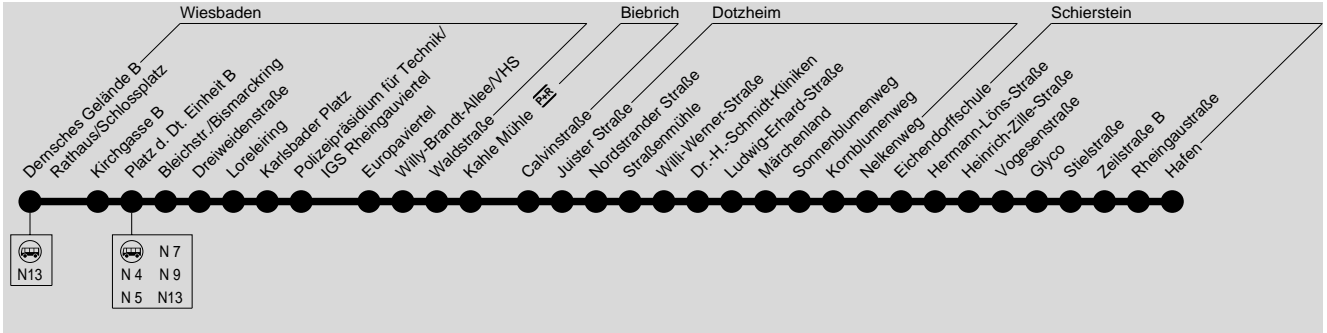 Wiesbaden
Biebrich
Dotzheim
Schierstein
Dernsches Gelände B
Rathaus/Schlossplatz
Kirchgasse B
Platz d. Dt. Einheit B
Bleichstr./Bismarckring
Dreiweidenstraße
Loreleiring
Karlsbader Platz
Polizeipräsidium für Technik/
IGS Rheingauviertel
Europaviertel
Willy-Brandt-Allee/VHS
Waldstraße
Kahle Mühle P+R
Calvinstraße
Juister Straße
Nordstrander Straße
Straßenmühle
Willi-Werner-Straße
Dr.-H.-Schmidt-Kliniken
Ludwig-Erhard-Straße
Märchenland
Sonnenblumenweg
Kornblumenweg
Nelkenweg
Eichendorffschule
Hermann-Löns-Straße
Heinrich-Zille-Straße
Vogesenstraße
Glyco
Stielstraße
Zeilstraße B
Rheingaustraße
Hafen
N13
N 7
N 4 N 9
N 5 N13